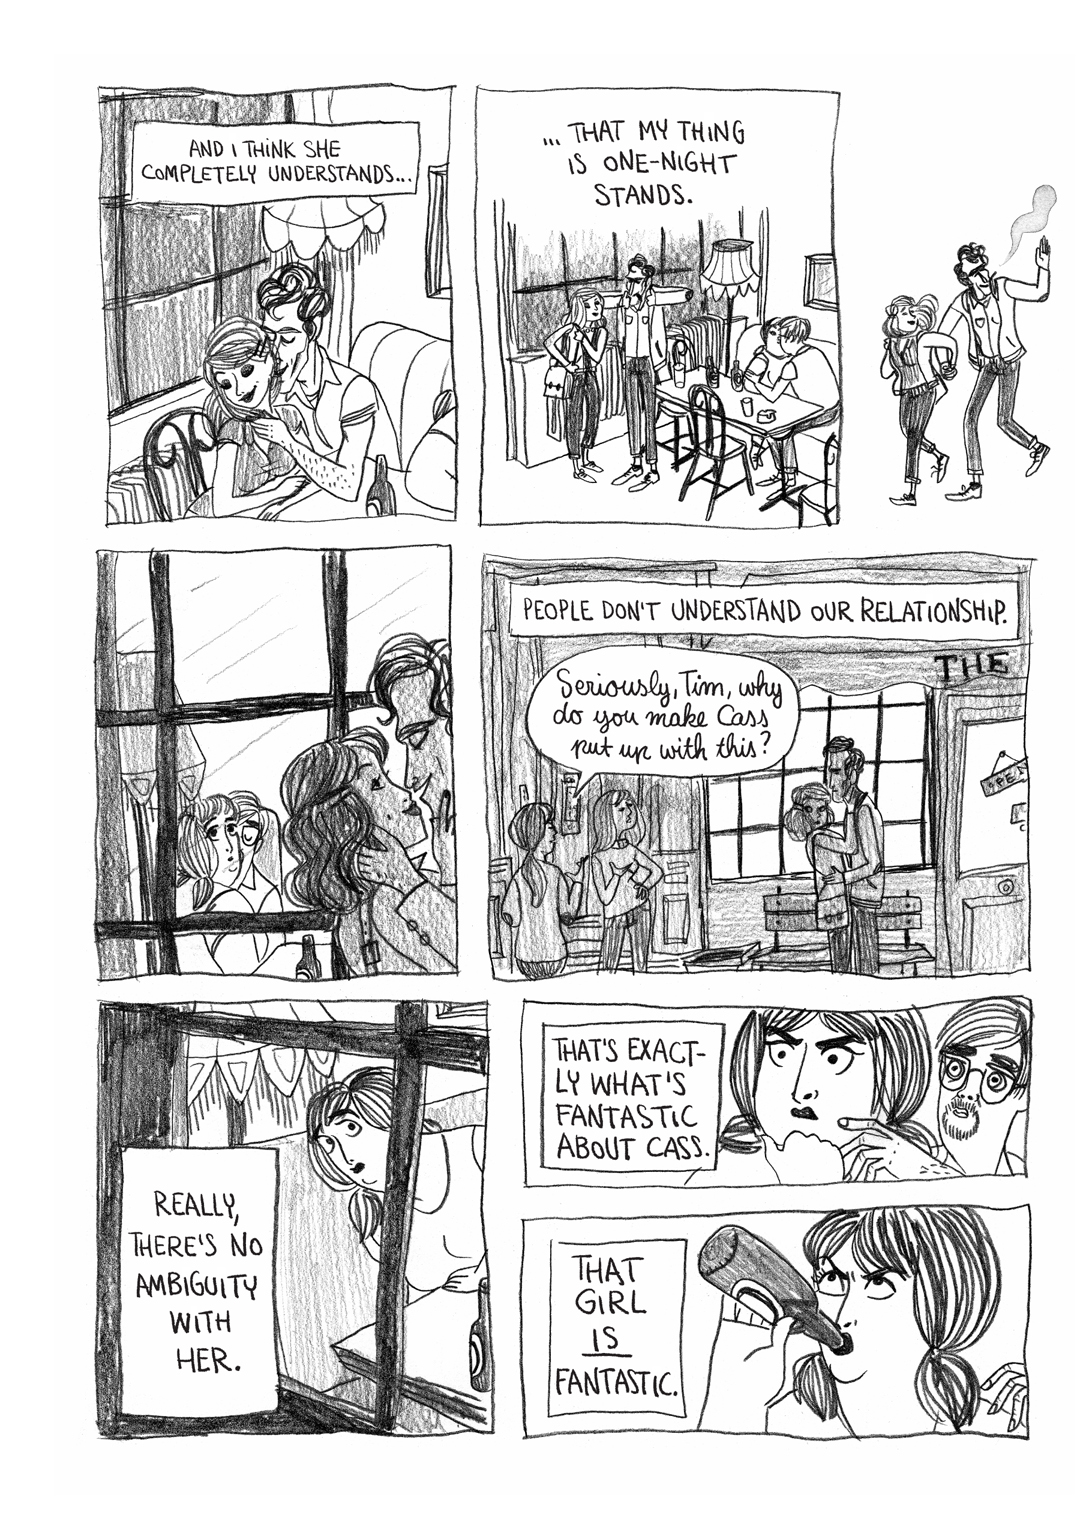 AND I THINK SHE
COMPLETELY UNDERSTANDS...
... THAT MY THING
IS ONE-NIGHT
STANDS.
PEOPLE DON'T UNDERSTAND OUR RELATIONSHIP.
THE
Seriously, Tim, why
do you make Cass
put up with this?
OPEN
REALLY,
THERE'S NO
AMBIGUITY
WITH
HER.
THAT'S EXACT-
LY WHAT'S
FANTASTIC
ABOUT CASS.
THAT
GIRL
IS
FANTASTIC.